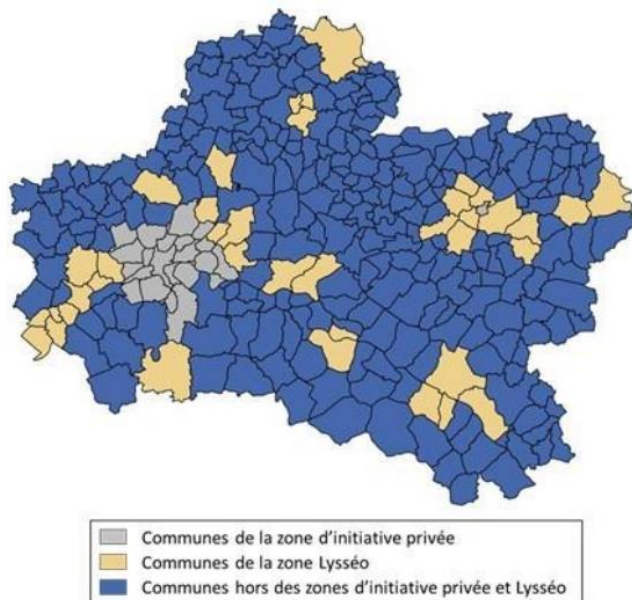 Communes de la zone d'initiative privée
Communes de la zone Lysséo
Communes hors des zones d'initiative privée et Lysséo